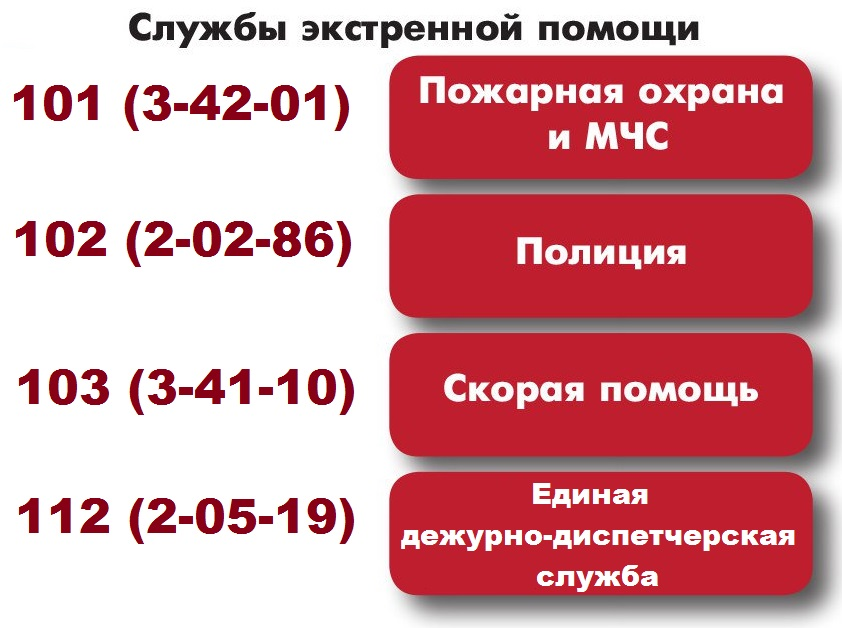 Службы экстренной помощи
101 (3-42-01)
Пожарная охрана
и МЧС
102 (2-02-86)
Полиция
103 (3-41-10)
Скорая помощь
112 (2-05-19)
Единая
дежурно-диспетчерская
служба